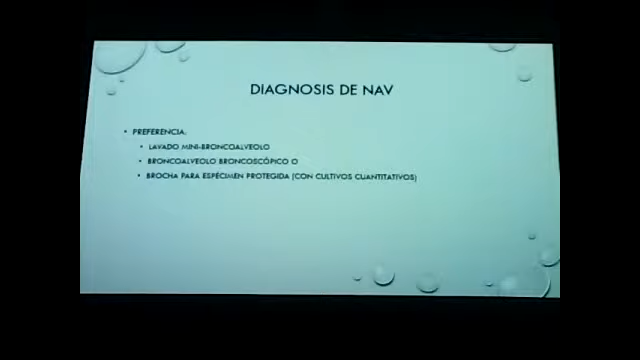 DIAGNOSIS DE NAV
• PREFERENCIA.
• LAVADO MINI-BRONCOALVEOLO
• BRONCOALVEOLO BRONCOSCÓPICO O
• BROCHA PARA ESPÉCIMEN PROTEGIDA (CON CULTIVOS CUANTITATIVOS)